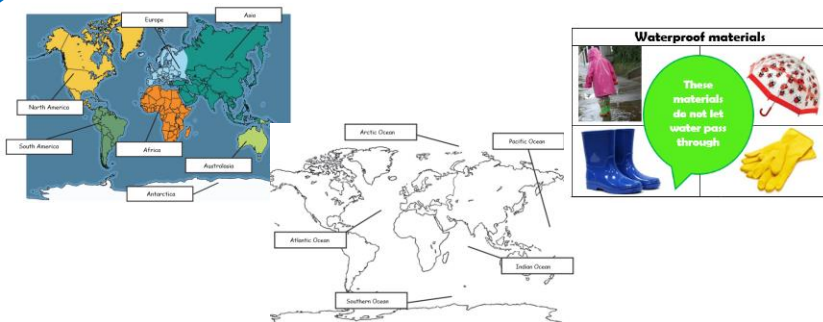 Europe
Asia
North America
South America
Africa
Australasia
Antarctica
Arctic Ocean
Pacific Ocean
Atlantic Ocean
Indian Ocean
Southern Ocean
Waterproof materials
These
materials
do not let
water pass
through